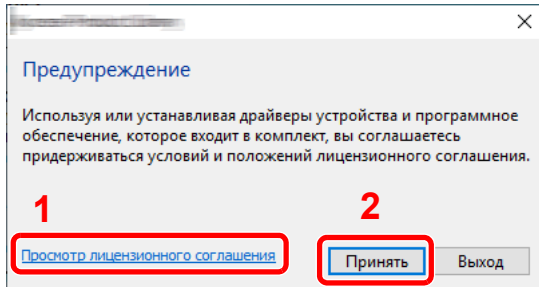 Предупреждение
Используя или устанавливая драйверы устройства и программное
обеспечение, которое входит в комплект, вы соглашаетесь
придерживаться условий и положений лицензионного соглашения.
1
2
Просмотр лицензионного соглашения
Принять
Выход